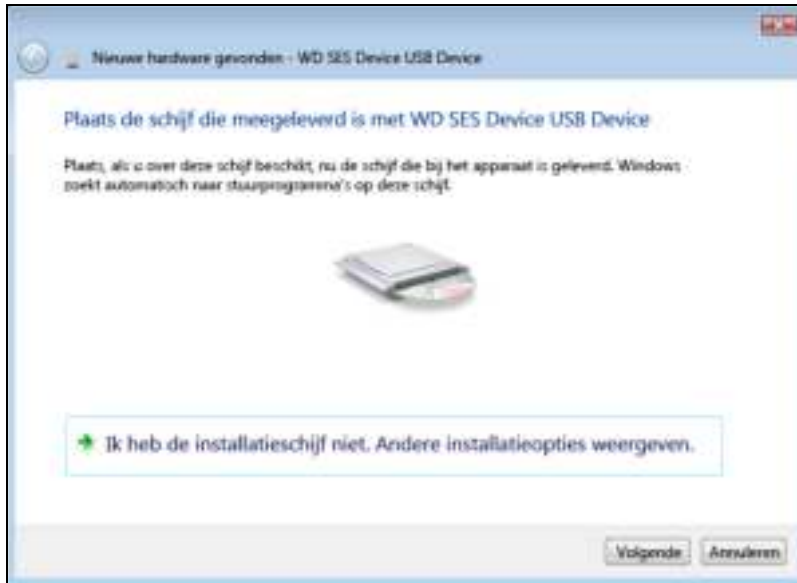 Nieuwe hardware gevonden - WD SES Device USB Device
Plaats de schijf die meegeleverd is met WD SES Device USB Device
Plaats, als u over deze schijf beschikt, nu de schijf die bij het apparaat is geleverd. Windows
zoekt automatisch naar stuurprogramma's op deze schijf.
Ik heb de installatieschijf niet. Andere installatieopties weergeven.
Volgende
Annuleren